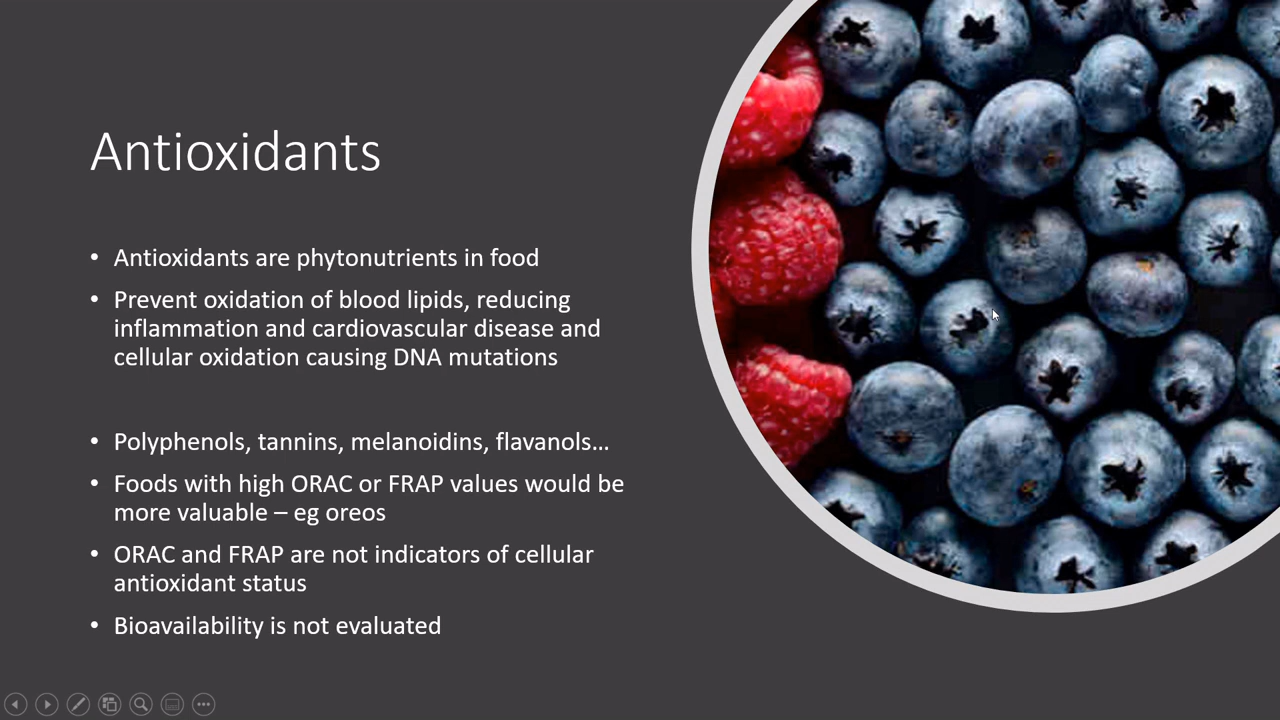 Antioxidants
• Antioxidants are phytonutrients in food
• Prevent oxidation of blood lipids, reducing
inflammation and cardiovascular disease and
cellular oxidation causing DNA mutations
• Polyphenols, tannins, melanoidins, flavanols...
• Foods with high ORAC or FRAP values would be
more valuable – eg oreos
• ORAC and FRAP are not indicators of cellular
antioxidant status
• Bioavailability is not evaluated